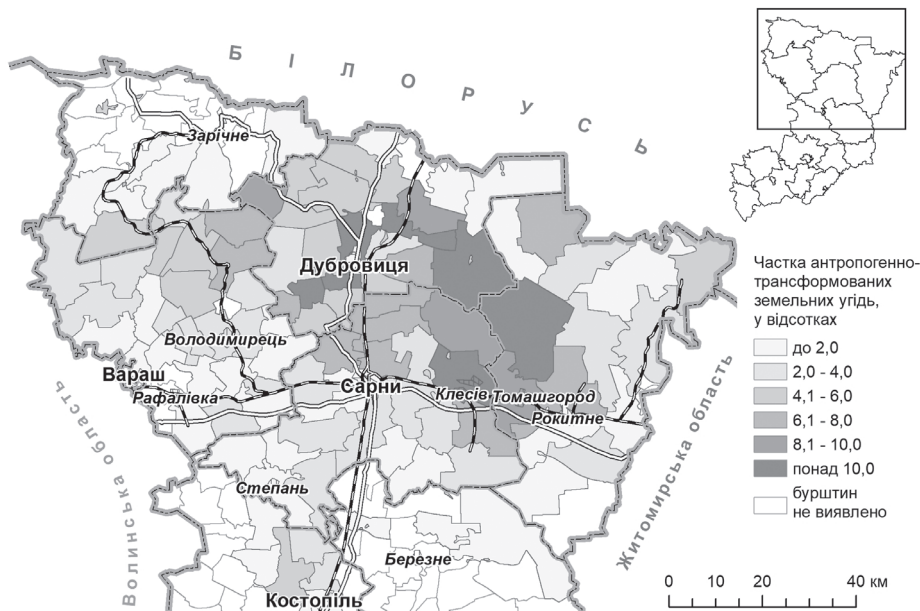 БІЛОРУСЬ
Зарічне
Дубровиця
Володимирець
Вараш
Рафалівка
Сарни
Клесів
Томашгород
Рокитне
Степань
Березне
Костопіль
Волинська область
Житомирська область
Частка антропогенно-
трансформованих
земельних угідь,
у відсотках
до 2,0
2,0 - 4,0
4,1 - 6,0
6,1 - 8,0
8,1 - 10,0
понад 10,0
бурштин
не виявлено
0 10 20 40 км